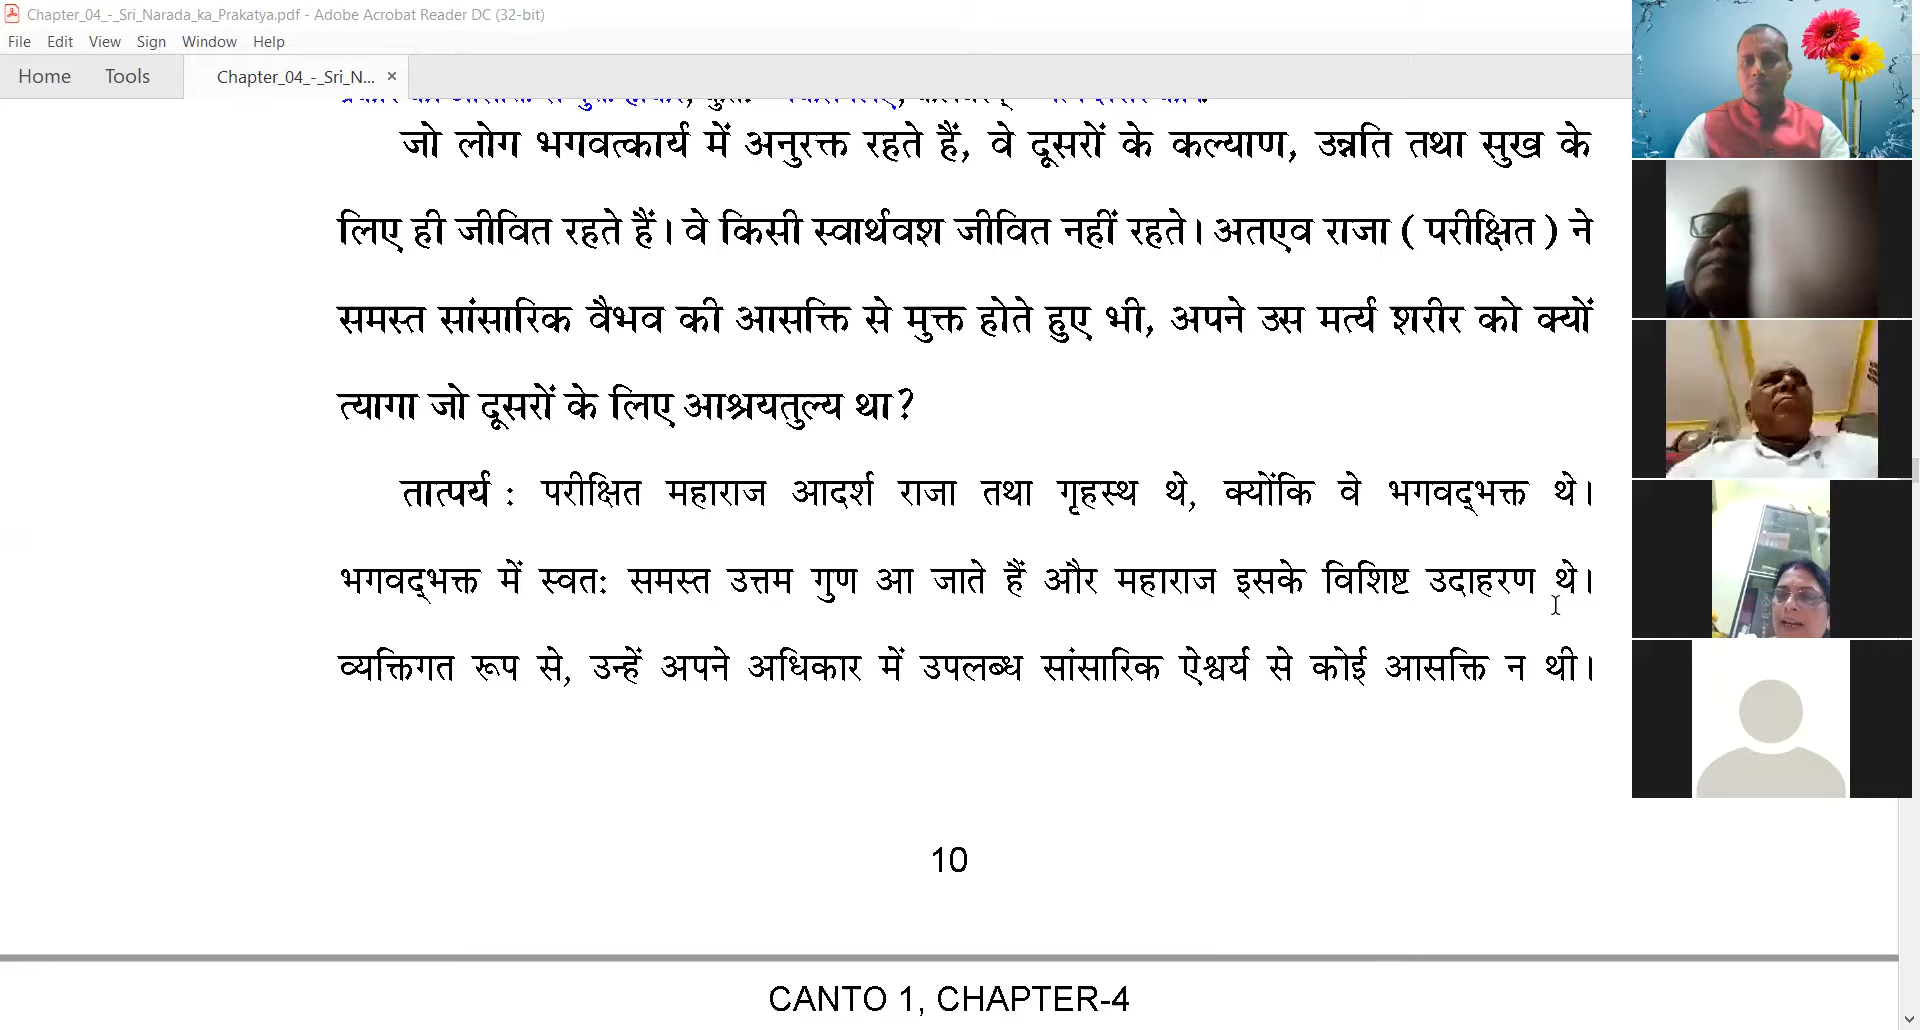 Chapter_04_-_Sri_Narada_ka_Prakatya.pdf - Adobe Acrobat Reader DC (32-bit)
File Edit View Sign Window Help
Home Tools Chapter_04_-_Sri_N... ×
जो लोग भगवत्कार्य में अनुरक्त रहते हैं, वे दूसरों के कल्याण, उन्नति तथा सुख के
लिए ही जीवित रहते हैं। वे किसी स्वार्थवश जीवित नहीं रहते। अतएव राजा ( परीक्षित ) ने
समस्त सांसारिक वैभव की आसक्ति से मुक्त होते हुए भी, अपने उस मर्त्य शरीर को क्यों
त्यागा जो दूसरों के लिए आश्रयतुल्य था?
तात्पर्य : परीक्षित महाराज आदर्श राजा तथा गृहस्थ थे, क्योंकि वे भगवद्भक्त थे।
भगवद्भक्त में स्वतः समस्त उत्तम गुण आ जाते हैं और महाराज इसके विशिष्ट उदाहरण थे।
व्यक्तिगत रूप से, उन्हें अपने अधिकार में उपलब्ध सांसारिक ऐश्वर्य से कोई आसक्ति न थी।
10
CANTO 1, CHAPTER-4